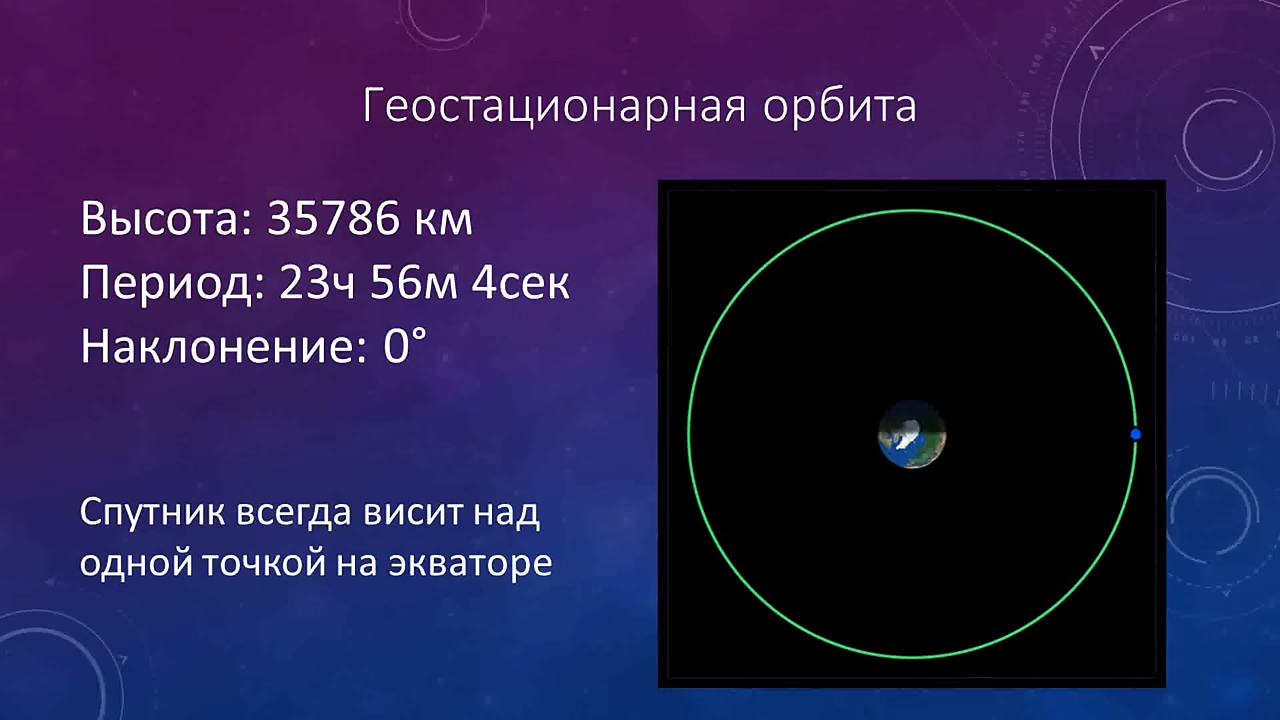 Геостационарная орбита
Высота: 35786 км
Период: 23ч 56м 4сек
Наклонение: 0°
Спутник всегда висит над
одной точкой на экваторе